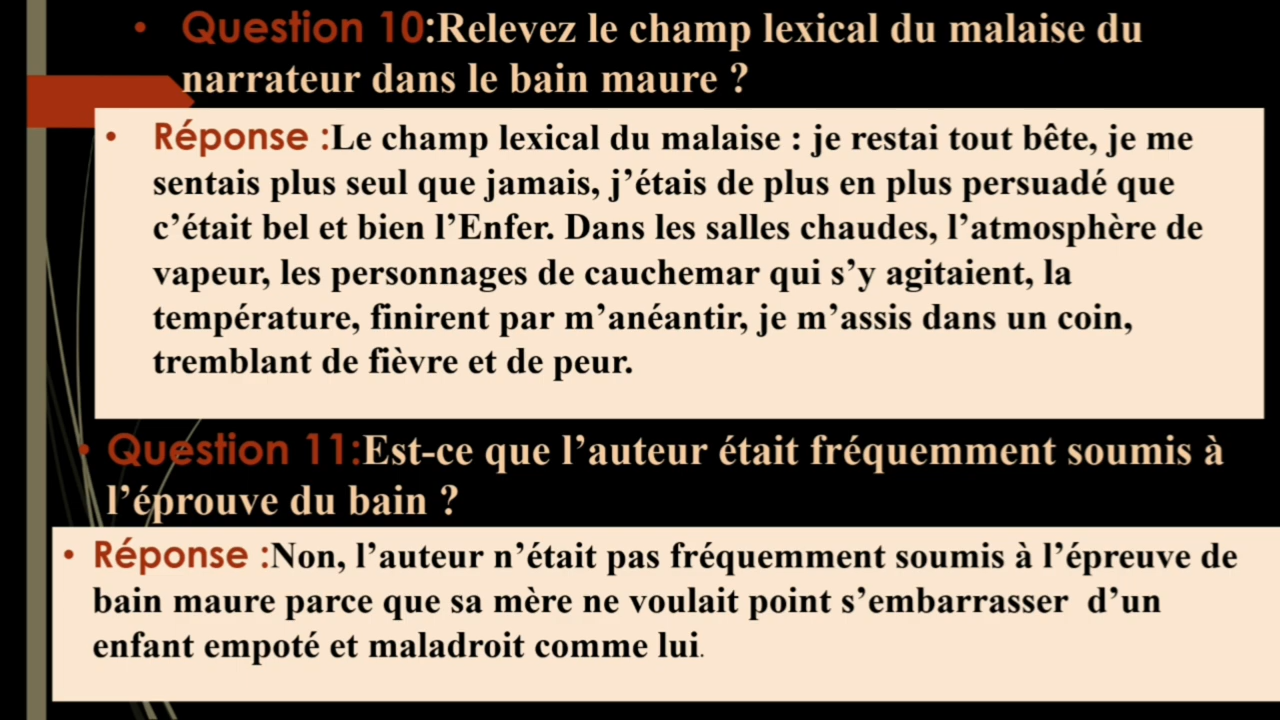 • Question 10:Relevez le champ lexical du malaise du
narrateur dans le bain maure ?
• Réponse :Le champ lexical du malaise : je restai tout bête, je me
sentais plus seul que jamais, j’étais de plus en plus persuadé que
c’était bel et bien l’Enfer. Dans les salles chaudes, l’atmosphère de
vapeur, les personnages de cauchemar qui s’y agitaient, la
température, finirent par m’anéantir, je m’assis dans un coin,
tremblant de fièvre et de peur.
• Question 11:Est-ce que l’auteur était fréquemment soumis à
l’éprouve du bain ?
• Réponse :Non, l’auteur n’était pas fréquemment soumis à l’épreuve de
bain maure parce que sa mère ne voulait point s’embarrasser d’un
enfant empoté et maladroit comme lui.